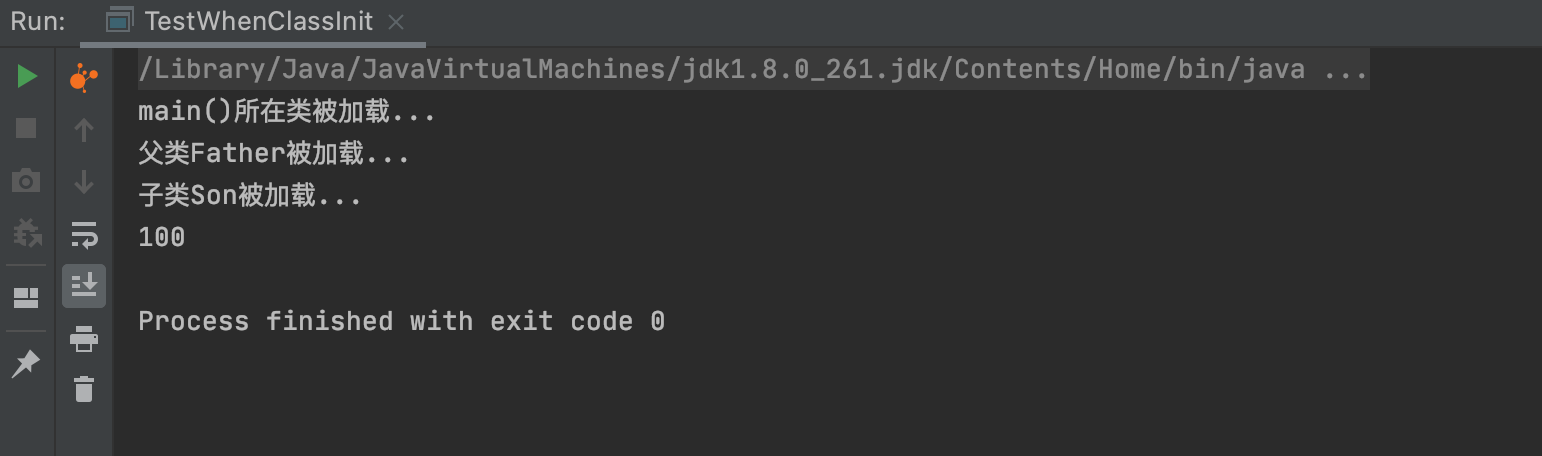 Run: TestWhenClassInit
/Library/Java/JavaVirtualMachines/jdk1.8.0_261.jdk/Contents/Home/bin/java ...
main()所在类被加载...
父类Father被加载...
子类Son被加载...
100
Process finished with exit code 0